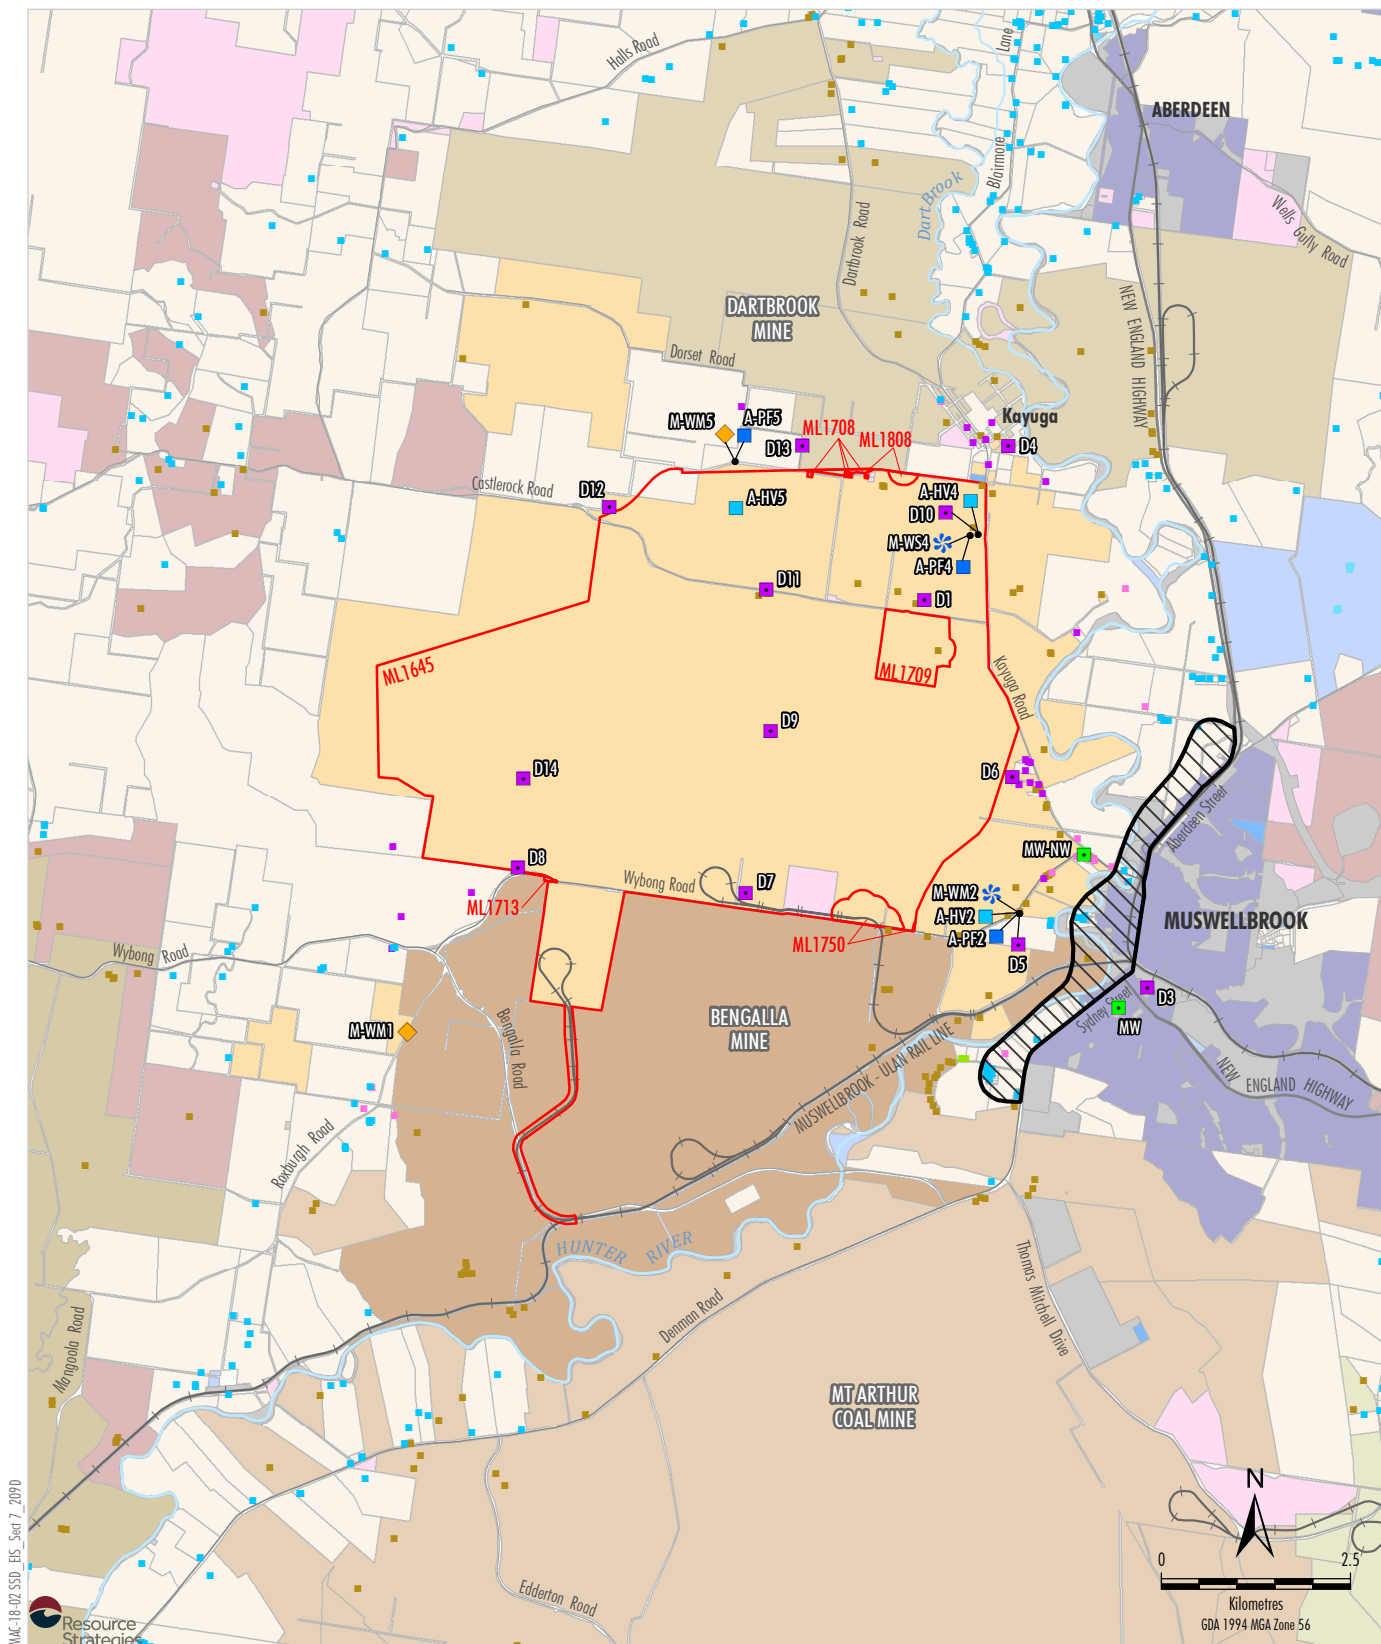 Halls Road
Lane
ABERDEEN
Blairmore
Dart Brook
Wells Gully Road
Dartbrook Road
DARTBROOK
MINE
NEW ENGLAND HIGHWAY
Dorset Road
M-WM5
A-PF5
Kayuga
ML1708
ML1808
D13
D4
Castlerock Road
D12
A-HV5
A-HV4
D10
M-WS4
A-PF4
D11
D1
ML1645
ML1709
Kayuga Road
D9
D14
D6
Aberdeen Street
MW-NW
D8
Wybong Road
D7
M-WM2
ML1713
A-HV2
MUSWELLBROOK
A-PF2
ML1750
Wybong Road
D5
D3
Sydney Street
MW
BENGALLA
MINE
M-WM1
Bengalla Road
MUSWELLBROOK - ULAN RAIL LINE
NEW ENGLAND HIGHWAY
Roxburgh Road
HUNTER RIVER
Thomas Mitchell Drive
Denman Road
Mangoola Road
MT ARTHUR
COAL MINE
N
0 2.5
Kilometres
GDA 1994 MGA Zone 56
Edderton Road
MAC-18-02 SSD_EIS_Sect 7_209D
Resource
Strategies